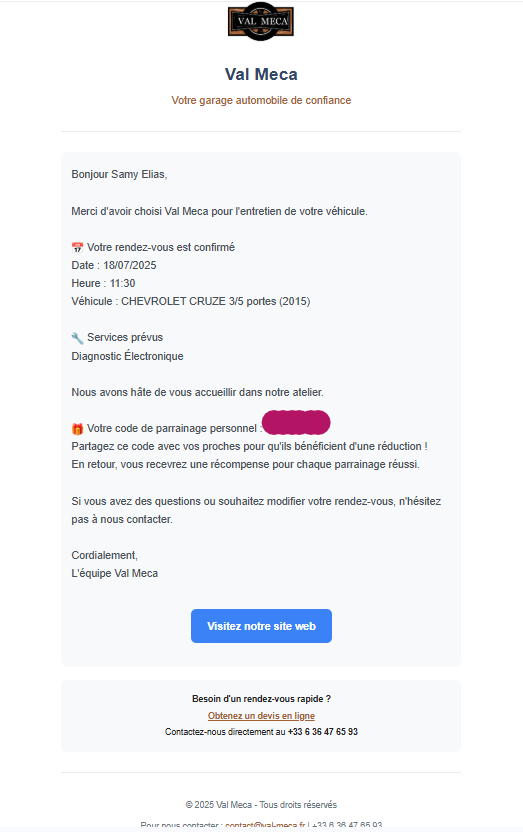 VAL MECA
Val Meca
Votre garage automobile de confiance
Bonjour Samy Elias,
Merci d'avoir choisi Val Meca pour l'entretien de votre véhicule.
📅 Votre rendez-vous est confirmé
Date : 18/07/2025
Heure : 11:30
Véhicule : CHEVROLET CRUZE 3/5 portes (2015)
🔧 Services prévus
Diagnostic Électronique
Nous avons hâte de vous accueillir dans notre atelier.
🎁 Votre code de parrainage personnel :
Partagez ce code avec vos proches pour qu'ils bénéficient d'une réduction !
En retour, vous recevrez une récompense pour chaque parrainage réussi.
Si vous avez des questions ou souhaitez modifier votre rendez-vous, n'hésitez
pas à nous contacter.
Cordialement,
L'équipe Val Meca
Visitez notre site web
Besoin d'un rendez-vous rapide ?
Obtenez un devis en ligne
Contactez-nous directement au +33 6 36 47 65 93
© 2025 Val Meca - Tous droits réservés
Pour nous contacter : contact@val-meca.fr | +33 6 36 47 65 93